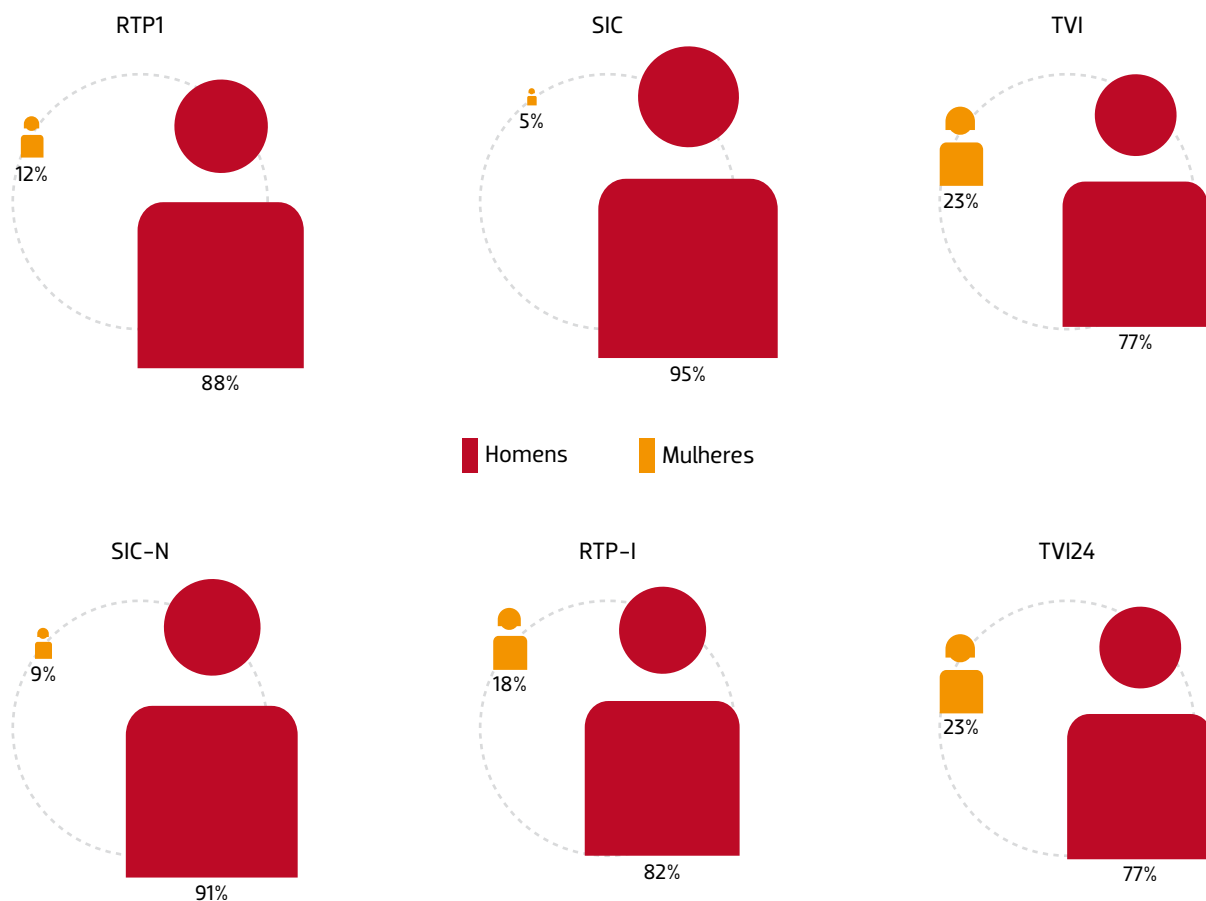 RTP1
SIC
TVI
12%
5%
23%
88%
95%
77%
Homens
Mulheres
SIC-N
RTP-I
TVI24
9%
18%
23%
91%
82%
77%